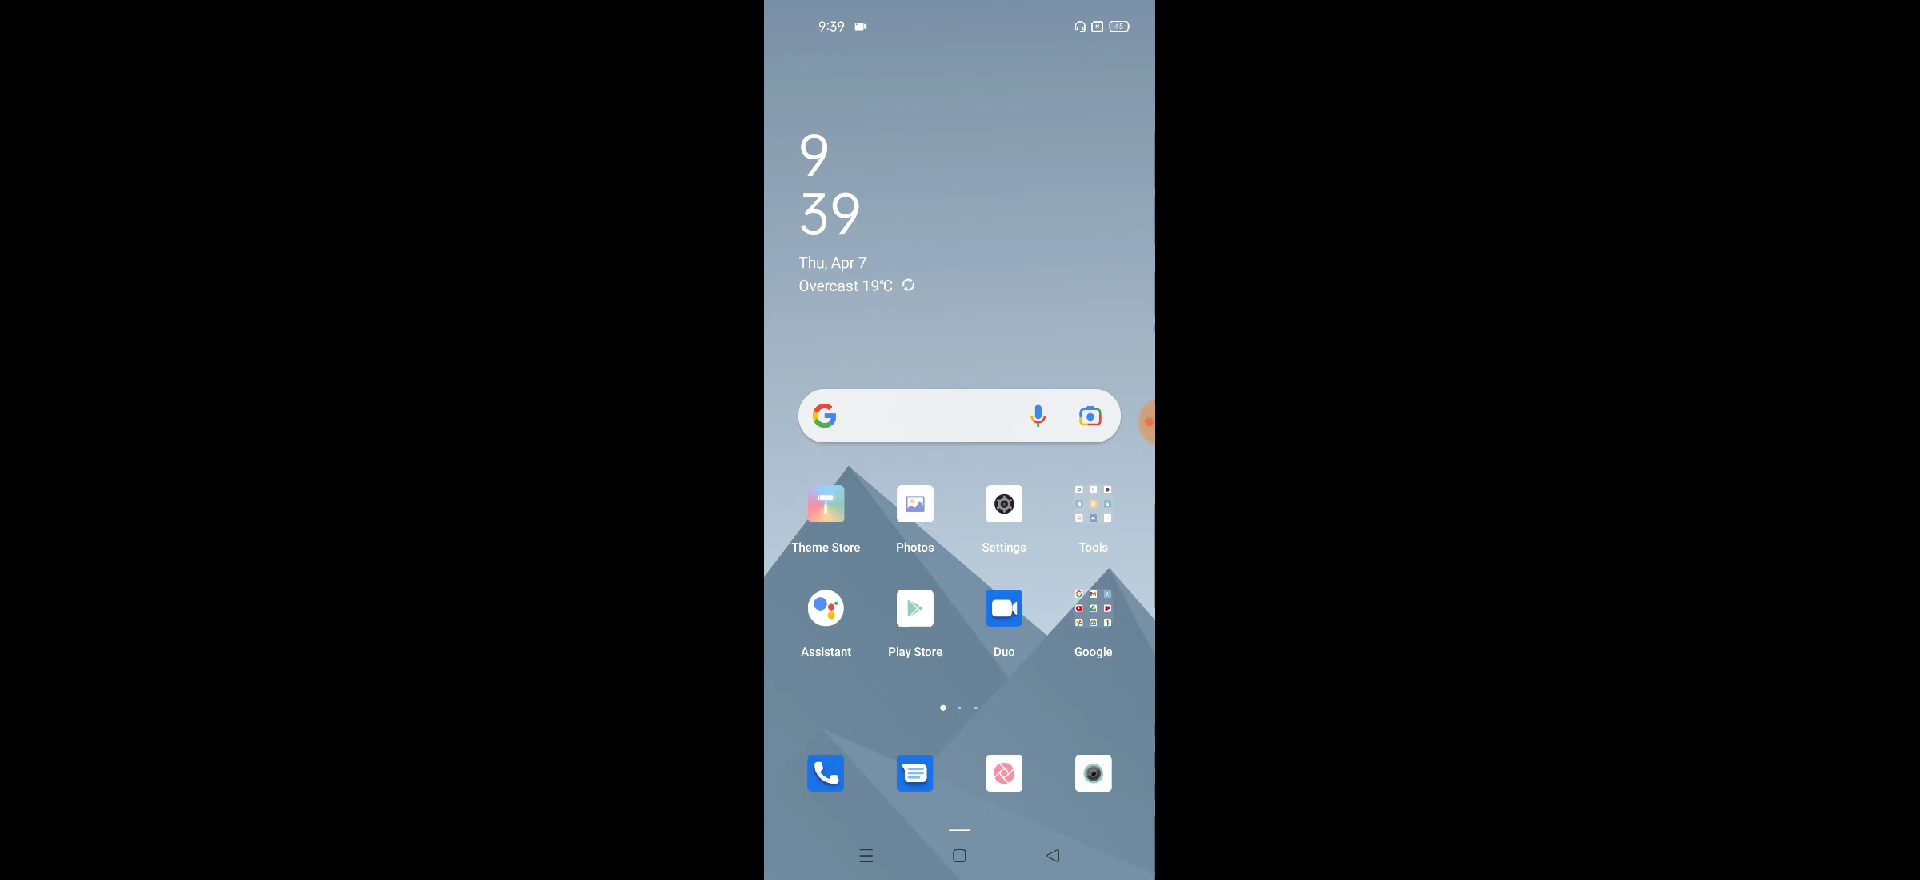 9:39
46
9
39
Thu, Apr 7
Overcast 19°C
Theme Store
Photos
Settings
Tools
Assistant
Play Store
Duo
Google